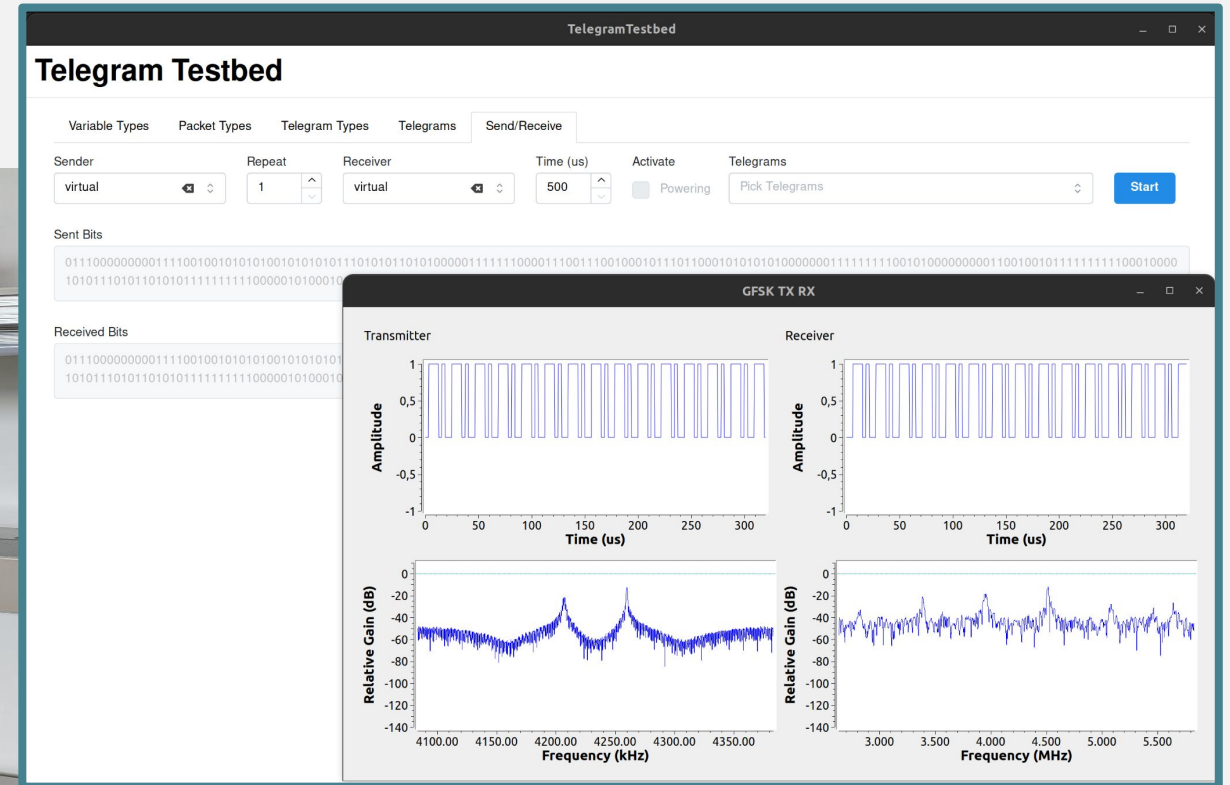 TelegramTestbed
Telegram Testbed
Variable Types Packet Types Telegram Types Telegrams Send/Receive
Sender Repeat Receiver Time (us) Activate Telegrams
virtual 1 virtual 500 Powering Pick Telegrams Start
Sent Bits
Received Bits
GFSK TX RX
Transmitter Receiver
1 1
0,5 0,5
0 0
-0,5 -0,5
-1 -1
Amplitude Amplitude
0 50 100 150 200 250 300 0 50 100 150 200 250 300
Time (us) Time (us)
0 0
-20 -20
-40 -40
-60 -60
-80 -80
-100 -100
-120 -120
-140 -140
Relative Gain (dB) Relative Gain (dB)
4100.00 4150.00 4200.00 4250.00 4300.00 4350.00 3.000 3.500 4.000 4.500 5.000 5.500
Frequency (kHz) Frequency (MHz)